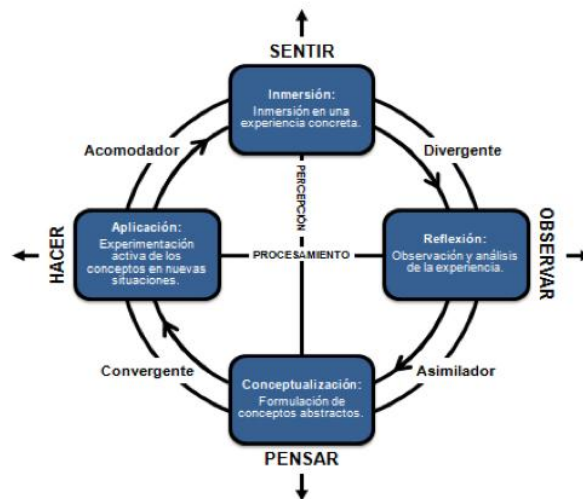 SENTIR
Inmersión:
Inmersión en una
experiencia concreta.
Acomodador
Divergente
PERCEPCIÓN
HACER
Aplicación:
Experimentación
activa de los
conceptos en nuevas
situaciones.
PROCESAMIENTO
Reflexión:
Observación y análisis
de la experiencia.
OBSERVAR
Convergente
Asimilador
Conceptualización:
Formulación de
conceptos abstractos.
PENSAR